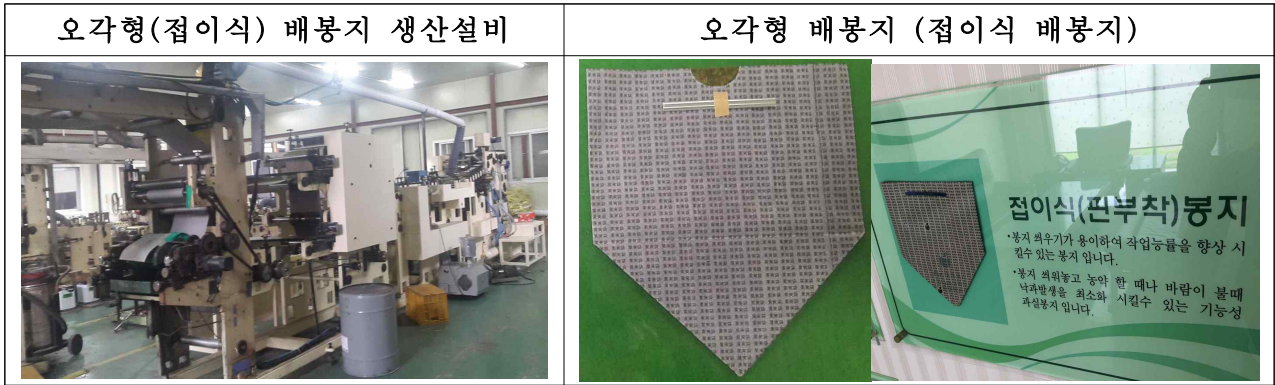 오각형(접이식) 배봉지 생산설비
오각형 배봉지 (접이식 배봉지)
접이식(핀부착)봉지
·봉지 씌우기가 용이하여 작업능률을 향상 시
킬수 있는 봉지 입니다.
·봉지 씌워놓고 농약 할 때나 바람이 불때
낙과발생을 최소화 시킬수 있는 기능성
과실봉지 입니다.